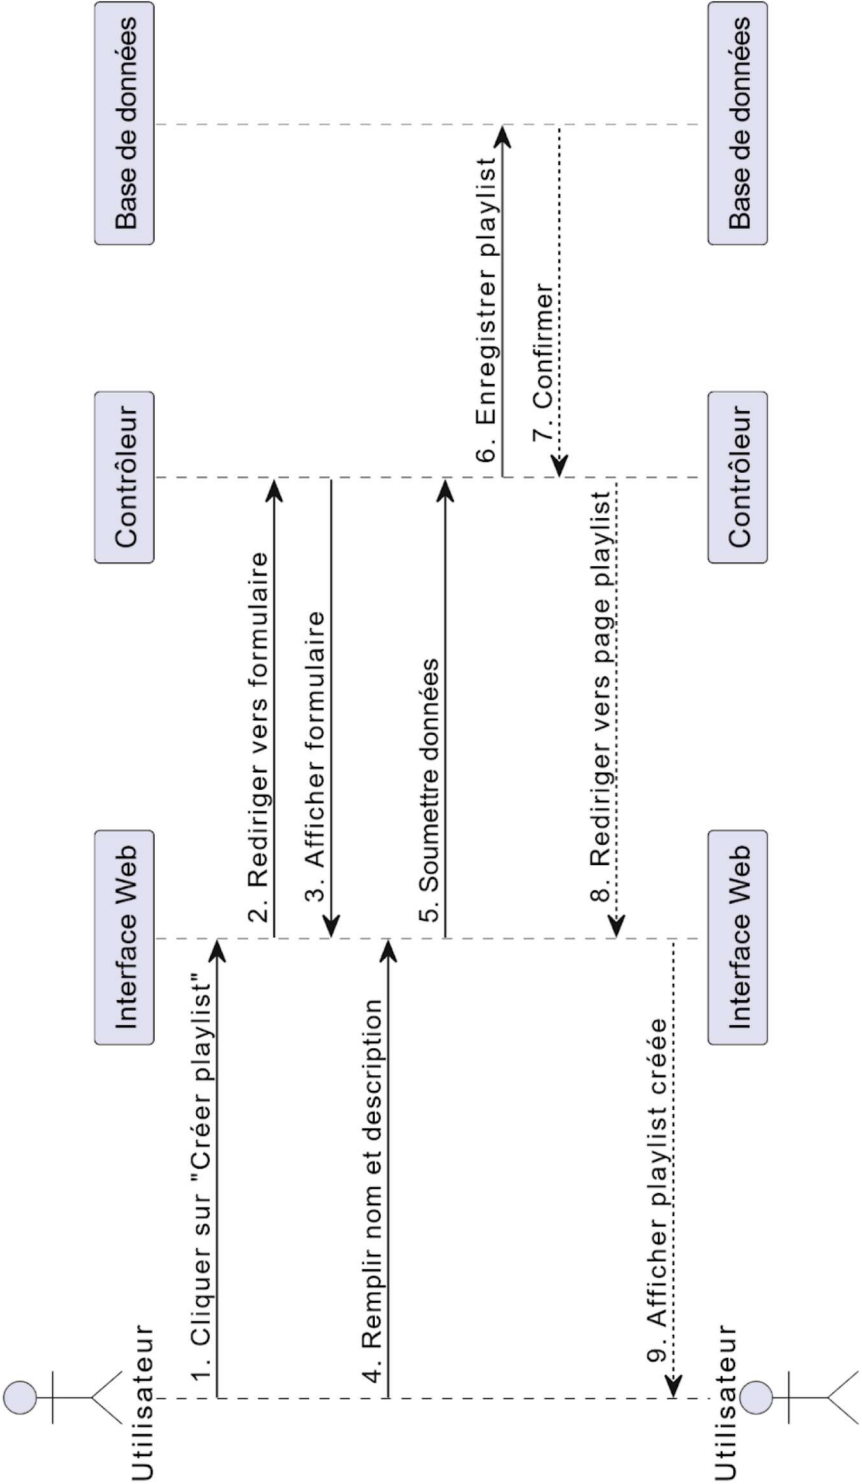 Utilisateur
Interface Web
Contrôleur
Base de données
1. Cliquer sur "Créer playlist"
2. Rediriger vers formulaire
3. Afficher formulaire
4. Remplir nom et description
5. Soumettre données
6. Enregistrer playlist
7. Confirmer
8. Rediriger vers page playlist
9. Afficher playlist créée
Utilisateur
Interface Web
Contrôleur
Base de données